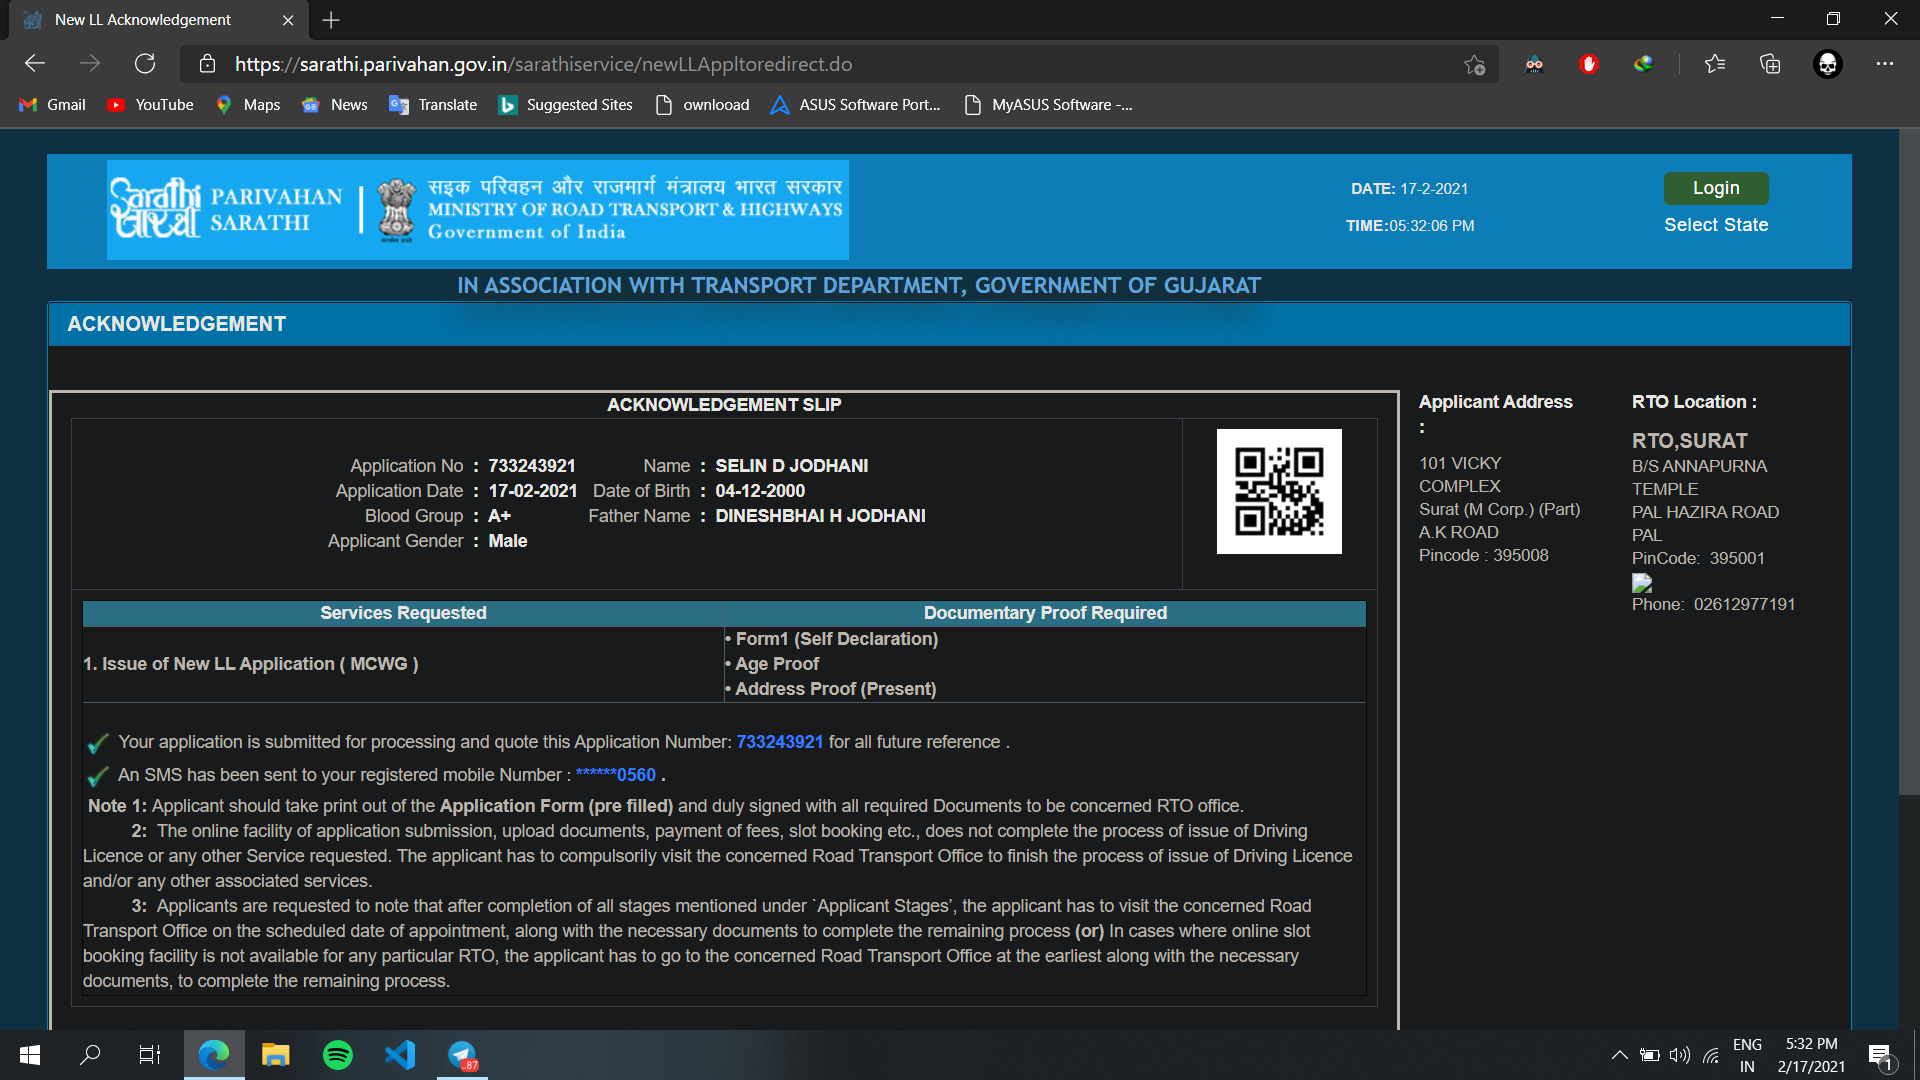 New LL Acknowledgement
https://sarathi.parivahan.gov.in/sarathiservice/newLLAppltoredirect.do
Gmail YouTube Maps News Translate Suggested Sites ownlooad ASUS Software Port... MyASUS Software -...
Sarathi
सारथी
PARIVAHAN
SARATHI
सड़क परिवहन और राजमार्ग मंत्रालय भारत सरकार
MINISTRY OF ROAD TRANSPORT & HIGHWAYS
Government of India
DATE: 17-2-2021
TIME:05:32:06 PM
Login
Select State
IN ASSOCIATION WITH TRANSPORT DEPARTMENT, GOVERNMENT OF GUJARAT
ACKNOWLEDGEMENT
ACKNOWLEDGEMENT SLIP
Application No : 733243921 Name : SELIN D JODHANI
Application Date : 17-02-2021 Date of Birth : 04-12-2000
Blood Group : A+ Father Name : DINESHBHAI H JODHANI
Applicant Gender : Male
Services Requested Documentary Proof Required
1. Issue of New LL Application ( MCWG )
• Form1 (Self Declaration)
• Age Proof
• Address Proof (Present)
Your application is submitted for processing and quote this Application Number: 733243921 for all future reference .
An SMS has been sent to your registered mobile Number : ******0560 .
Note 1: Applicant should take print out of the Application Form (pre filled) and duly signed with all required Documents to be concerned RTO office.
2: The online facility of application submission, upload documents, payment of fees, slot booking etc., does not complete the process of issue of Driving
Licence or any other Service requested. The applicant has to compulsorily visit the concerned Road Transport Office to finish the process of issue of Driving Licence
and/or any other associated services.
3: Applicants are requested to note that after completion of all stages mentioned under `Applicant Stages’, the applicant has to visit the concerned Road
Transport Office on the scheduled date of appointment, along with the necessary documents to complete the remaining process (or) In cases where online slot
booking facility is not available for any particular RTO, the applicant has to go to the concerned Road Transport Office at the earliest along with the necessary
documents, to complete the remaining process.
Applicant Address
:
101 VICKY
COMPLEX
Surat (M Corp.) (Part)
A.K ROAD
Pincode : 395008
RTO Location :
RTO,SURAT
B/S ANNAPURNA
TEMPLE
PAL HAZIRA ROAD
PAL
PinCode: 395001
Phone: 02612977191
..87
ENG
IN
5:32 PM
2/17/2021
1